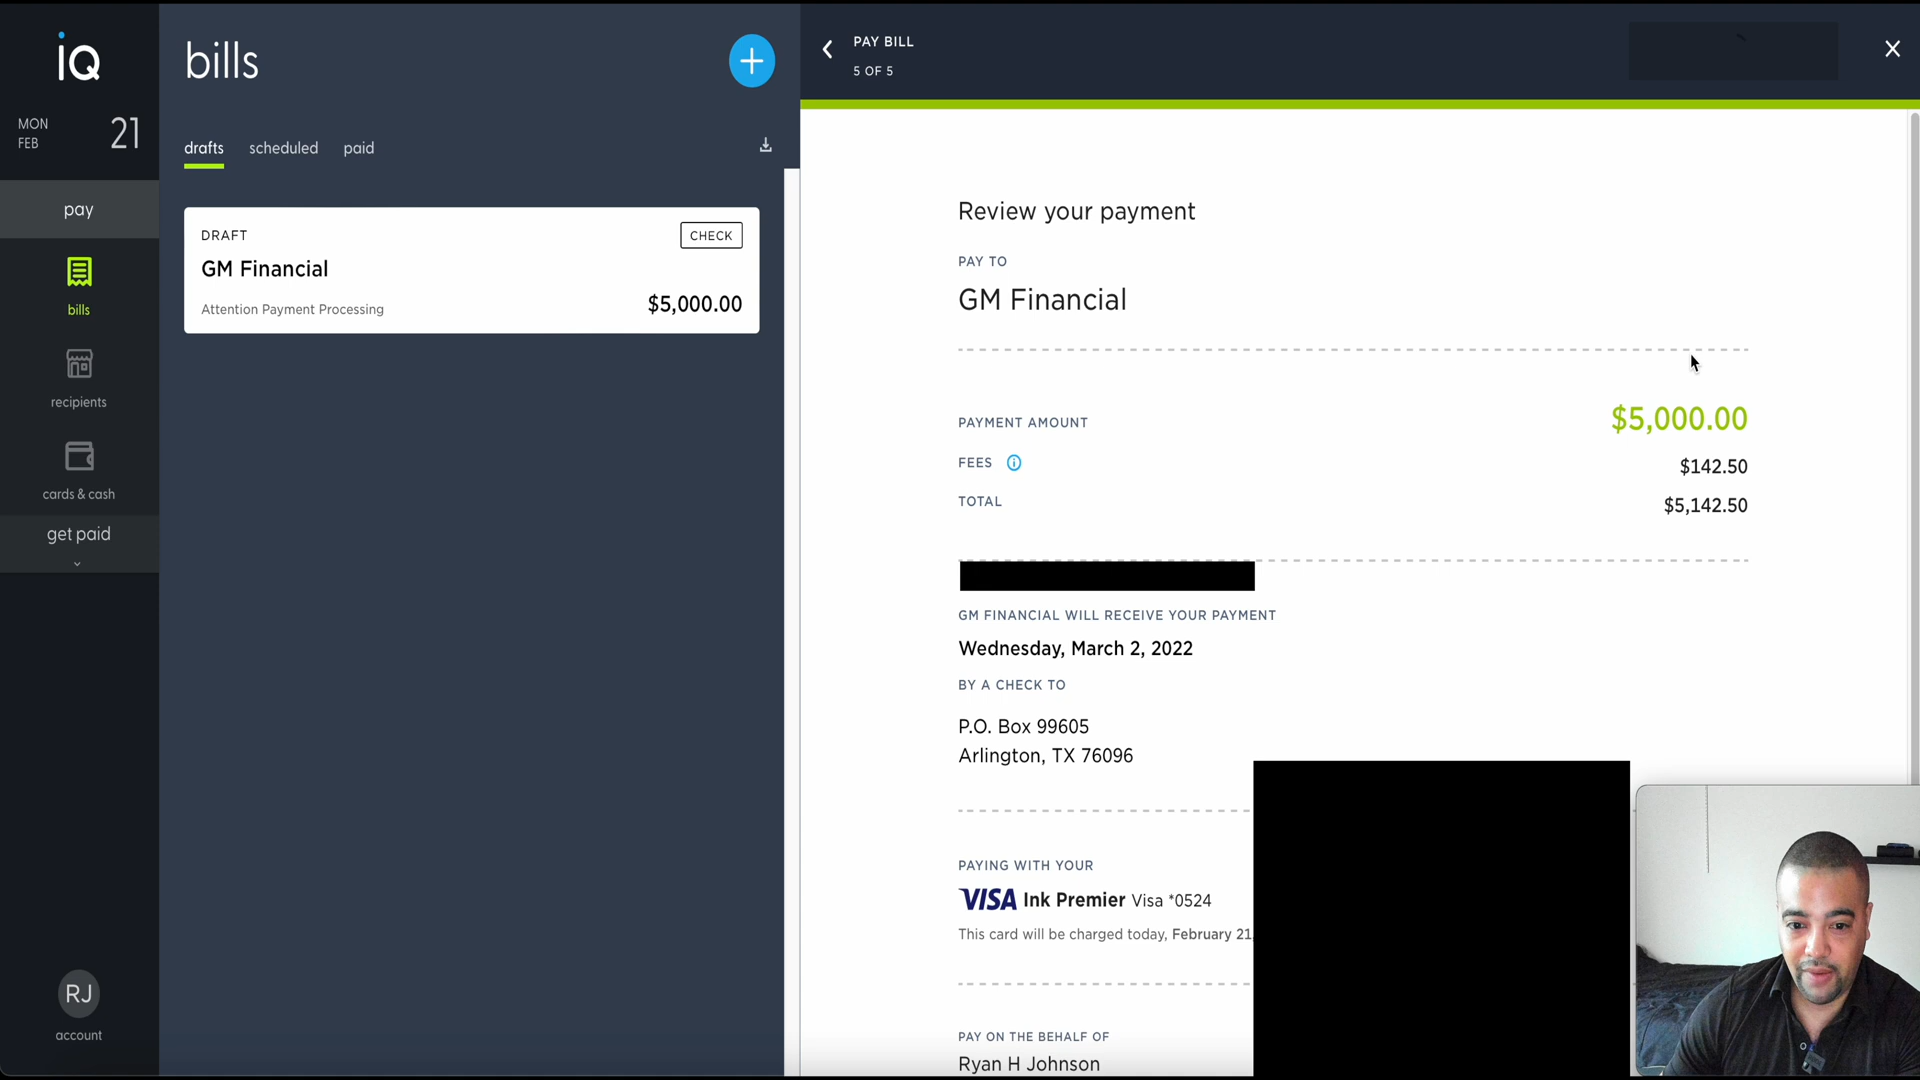 iQ
MON
FEB
21
pay
bills
recipients
cards & cash
get paid
RJ
account
bills
drafts
scheduled
paid
DRAFT
CHECK
GM Financial
Attention Payment Processing
$5,000.00
PAY BILL
5 OF 5
Review your payment
PAY TO
GM Financial
PAYMENT AMOUNT
$5,000.00
FEES
$142.50
TOTAL
$5,142.50
GM FINANCIAL WILL RECEIVE YOUR PAYMENT
Wednesday, March 2, 2022
BY A CHECK TO
P.O. Box 99605
Arlington, TX 76096
PAYING WITH YOUR
VISA Ink Premier Visa *0524
This card will be charged today, February 21,
PAY ON THE BEHALF OF
Ryan H Johnson